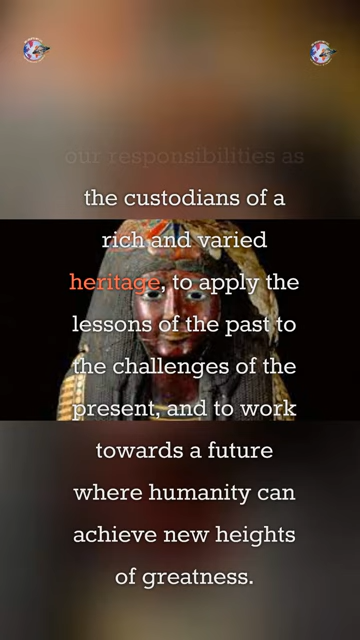 our responsibilities as
the custodians of a
rich and varied
heritage, to apply the
lessons of the past to
the challenges of the
present, and to work
towards a future
where humanity can
achieve new heights
of greatness.